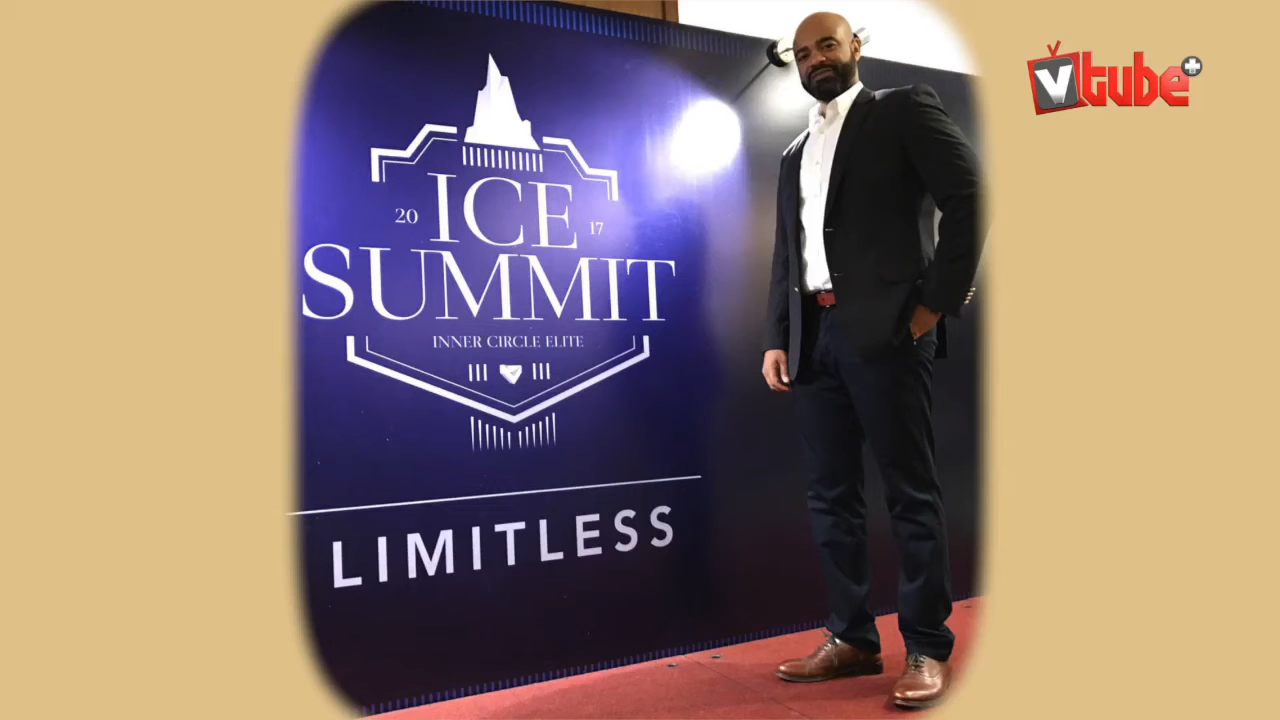 ICE
20 17
SUMMIT
INNER CIRCLE ELITE
LIMITLESS
Vtube+